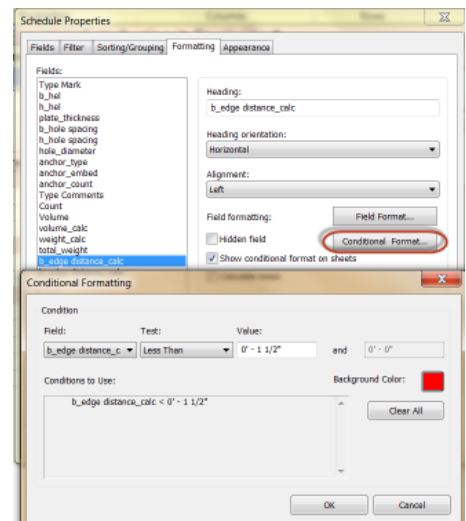 Schedule Properties
Fields Filter Sorting/Grouping Formatting Appearance
Fields:
Type Mark
b_hel
h_hel
plate_thickness
b_hole spacing
h_hole spacing
hole_diameter
anchor_type
anchor_embed
anchor_count
Type Comments
Count
Volume
volume_calc
weight_calc
total_weight
b_edge distance_calc
Heading:
b_edge distance_calc
Heading orientation:
Horizontal
Alignment:
Left
Field formatting:
Field Format...
Hidden field
Conditional Format...
Show conditional format on sheets
Conditional Formatting
Condition
Field: Test: Value:
b_edge distance_c Less Than 0' - 1 1/2" and 0' - 0"
Conditions to Use:
Background Color:
b_edge distance_calc < 0' - 1 1/2"
Clear All
OK Cancel